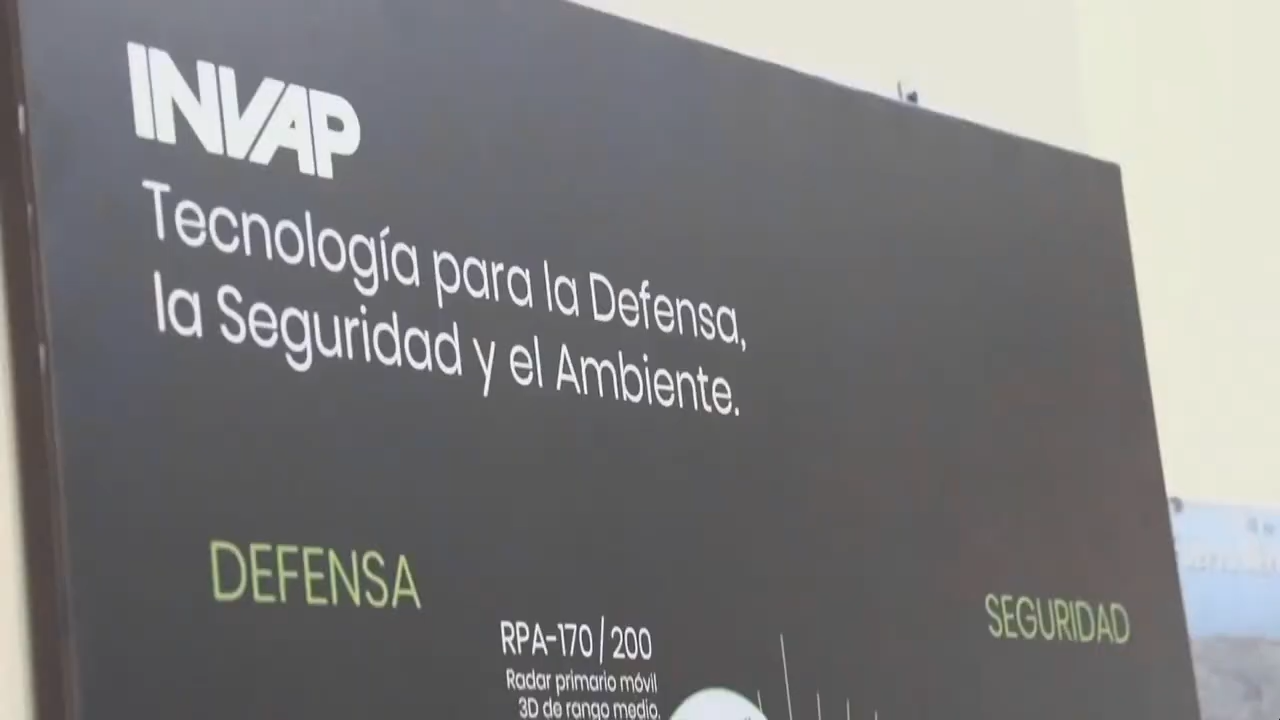 INVAP
Tecnología para la Defensa,
la Seguridad y el Ambiente.
DEFENSA
SEGURIDAD
RPA-170/200
Radar primario móvil
3D de rango medio.